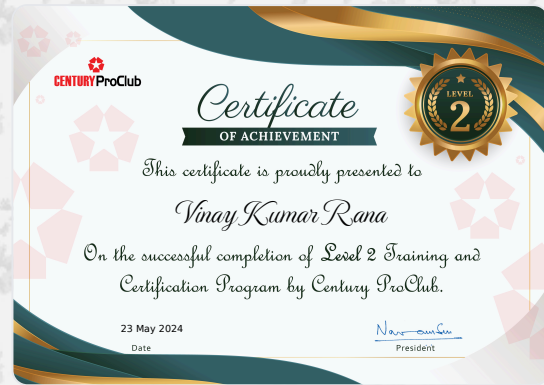 CENTURY ProClub
Certificate
OF ACHIEVEMENT
LEVEL
2
This certificate is proudly presented to
Vinay Kumar Rana
On the successful completion of Level 2 Training and
Certification Program by Century ProClub.
23 May 2024
Date
President